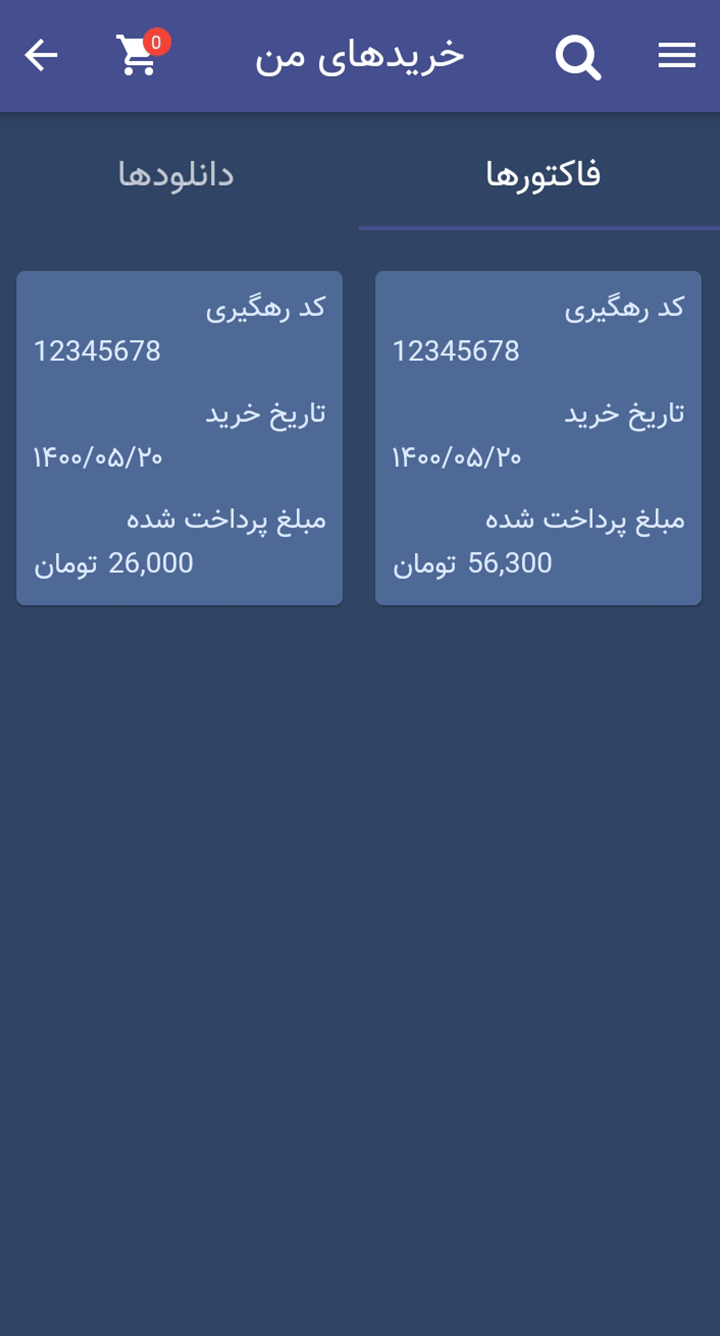 خریدهای من
0
فاکتورها
دانلودها
کد رهگیری
12345678
تاریخ خرید
۱۴۰۰/۰۵/۲۰
مبلغ پرداخت شده
56,300 تومان
کد رهگیری
12345678
تاریخ خرید
۱۴۰۰/۰۵/۲۰
مبلغ پرداخت شده
26,000 تومان